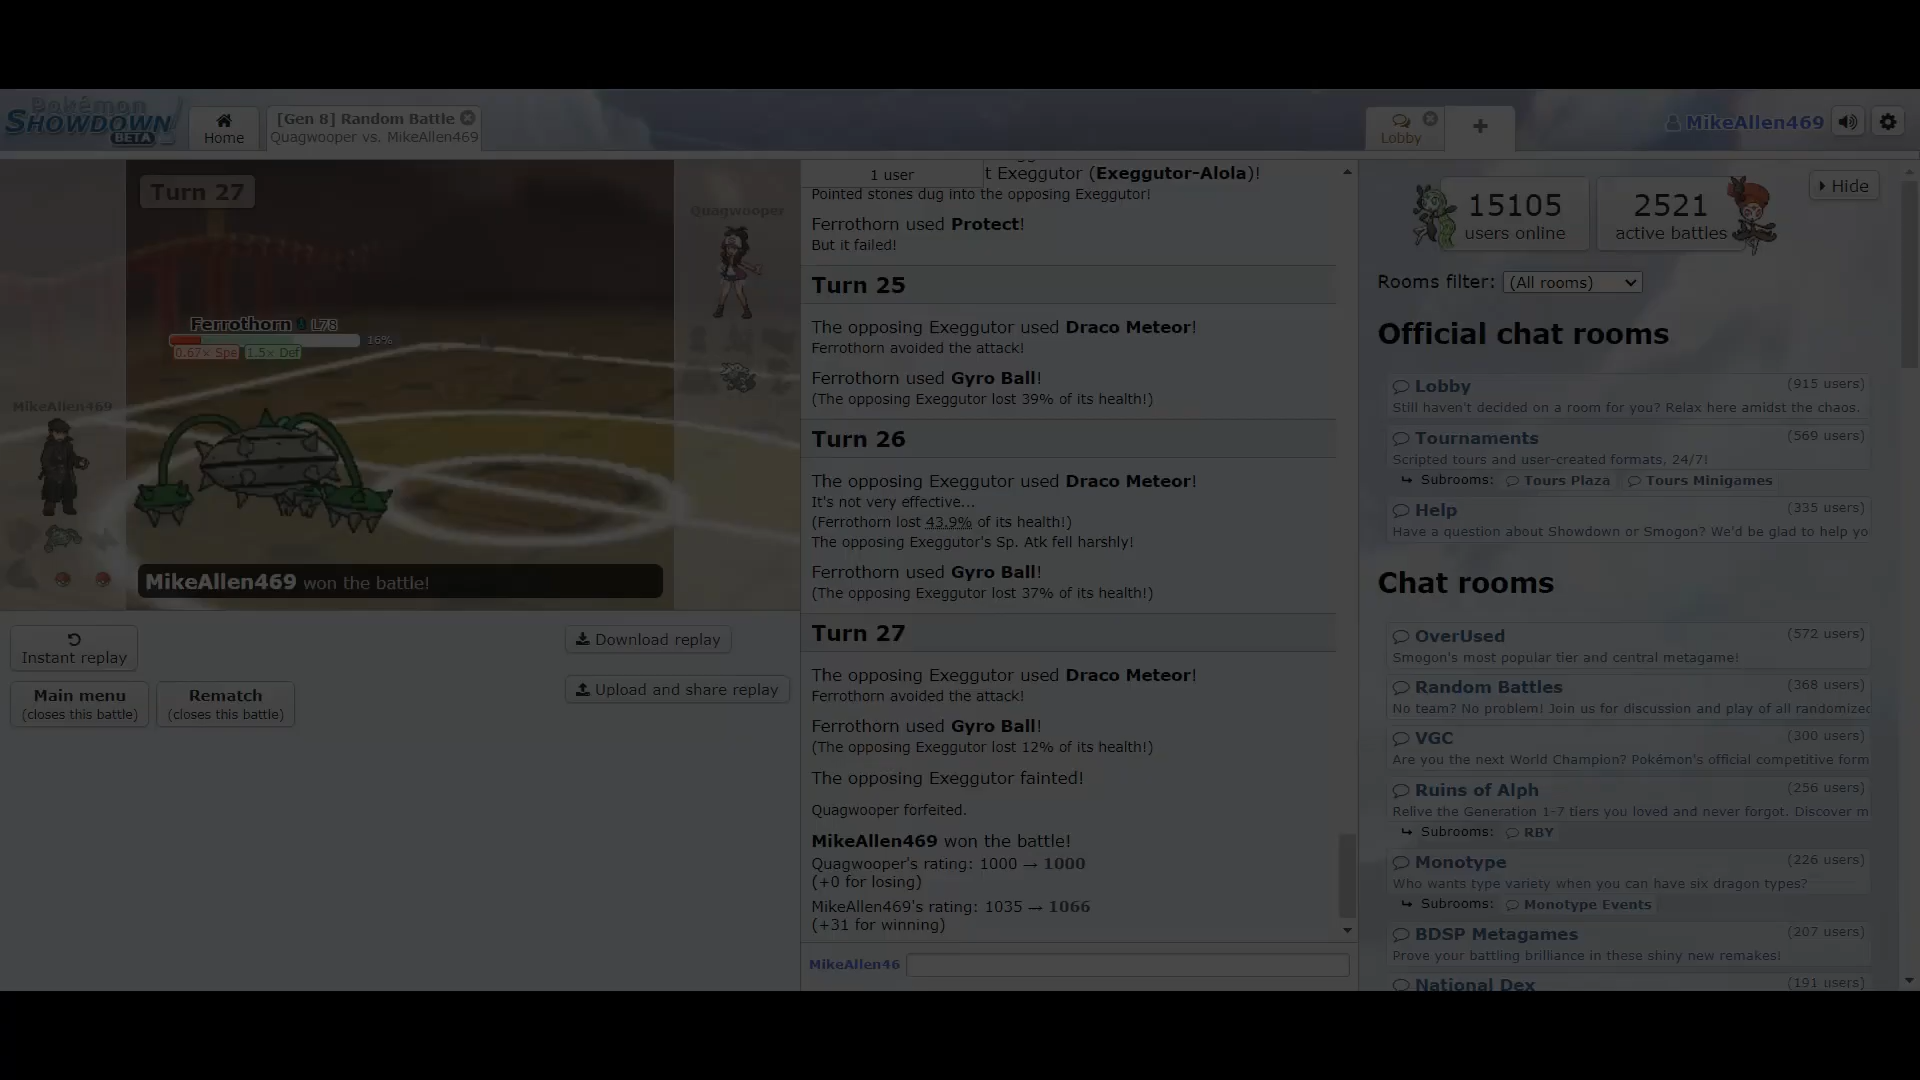 Pokémon
SHOWDOWN
BETA
Home
[Gen 8] Random Battle
Quagwooper vs. MikeAllen469
Lobby
MikeAllen469
Turn 27
Quagwooper
Ferrothorn L78
16%
0.67× Spe 1.5× Def
MikeAllen469
MikeAllen469 won the battle!
Instant replay
Download replay
Upload and share replay
Main menu
(closes this battle)
Rematch
(closes this battle)
1 user
t Exeggutor (Exeggutor-Alola)!
Pointed stones dug into the opposing Exeggutor!
Ferrothorn used Protect!
But it failed!
Turn 25
The opposing Exeggutor used Draco Meteor!
Ferrothorn avoided the attack!
Ferrothorn used Gyro Ball!
(The opposing Exeggutor lost 39% of its health!)
Turn 26
The opposing Exeggutor used Draco Meteor!
It's not very effective...
(Ferrothorn lost 43.9% of its health!)
The opposing Exeggutor's Sp. Atk fell harshly!
Ferrothorn used Gyro Ball!
(The opposing Exeggutor lost 37% of its health!)
Turn 27
The opposing Exeggutor used Draco Meteor!
Ferrothorn avoided the attack!
Ferrothorn used Gyro Ball!
(The opposing Exeggutor lost 12% of its health!)
The opposing Exeggutor fainted!
Quagwooper forfeited.
MikeAllen469 won the battle!
Quagwooper's rating: 1000 → 1000
(+0 for losing)
MikeAllen469's rating: 1035 → 1066
(+31 for winning)
MikeAllen46
15105
users online
2521
active battles
Hide
Rooms filter: (All rooms)
Official chat rooms
Lobby (915 users)
Still haven't decided on a room for you? Relax here amidst the chaos.
Tournaments (569 users)
Scripted tours and user-created formats, 24/7!
Subrooms: Tours Plaza Tours Minigames
Help (335 users)
Have a question about Showdown or Smogon? We'd be glad to help yo
Chat rooms
OverUsed (572 users)
Smogon's most popular tier and central metagame!
Random Battles (368 users)
No team? No problem! Join us for discussion and play of all randomized
VGC (300 users)
Are you the next World Champion? Pokémon's official competitive form
Ruins of Alph (256 users)
Relive the Generation 1-7 tiers you loved and never forgot. Discover m
Subrooms: RBY
Monotype (226 users)
Who wants type variety when you can have six dragon types?
Subrooms: Monotype Events
BDSP Metagames (207 users)
Prove your battling brilliance in these shiny new remakes!
National Dex (191 users)